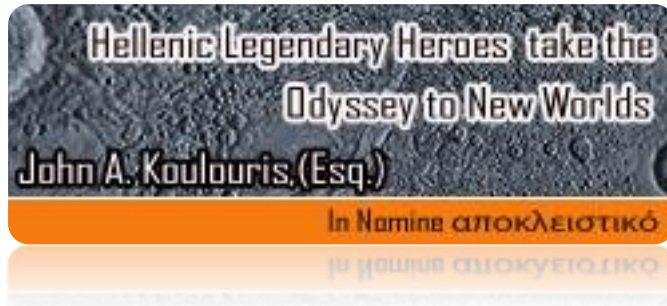 Hellenic Legendary Heroes take the
Odyssey to New Worlds
John A. Koulouris,(Esq.)
In Nomine αποκλειστικό